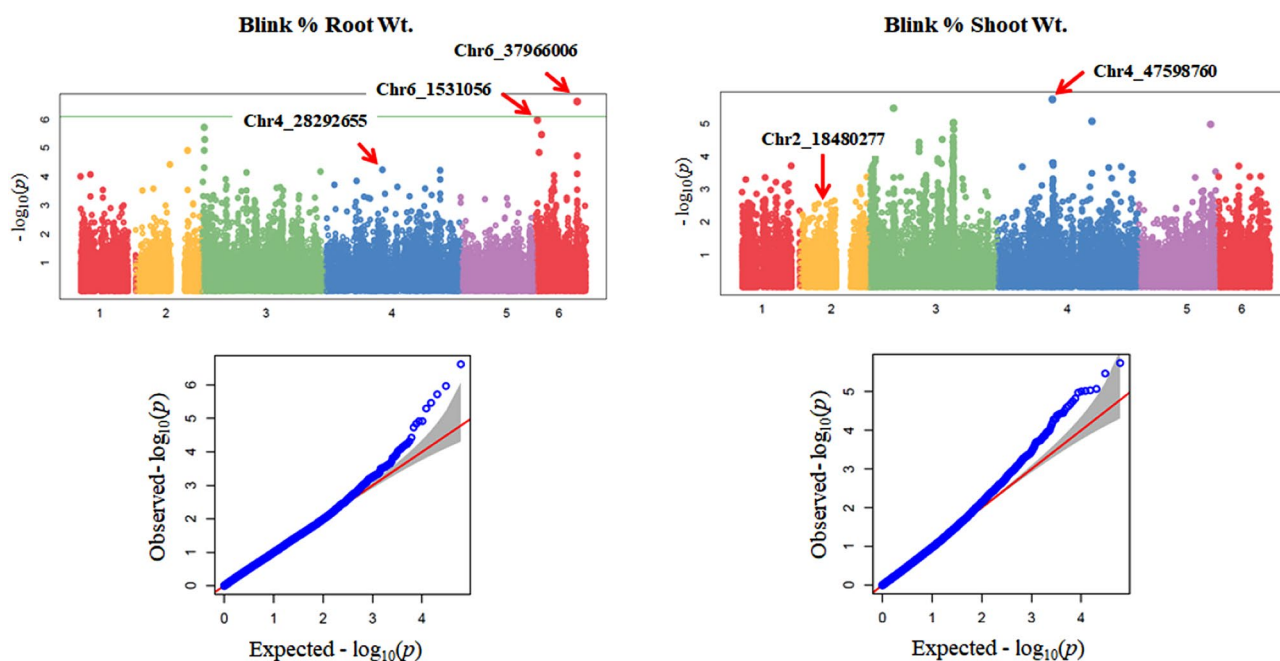 Blink % Root Wt.
Chr6_37966006
Chr6_1531056
Chr4_28292655
- log10(p)
6
5
4
3
2
1
1 2 3 4 5 6
Blink % Shoot Wt.
Chr4_47598760
Chr2_18480277
- log10(p)
5
4
3
2
1
1 2 3 4 5 6
Observed- log10(p)
6
5
4
3
2
1
0
0 1 2 3 4
Expected - log10(p)
Observed- log10(p)
5
4
3
2
1
0
0 1 2 3 4
Expected - log10(p)